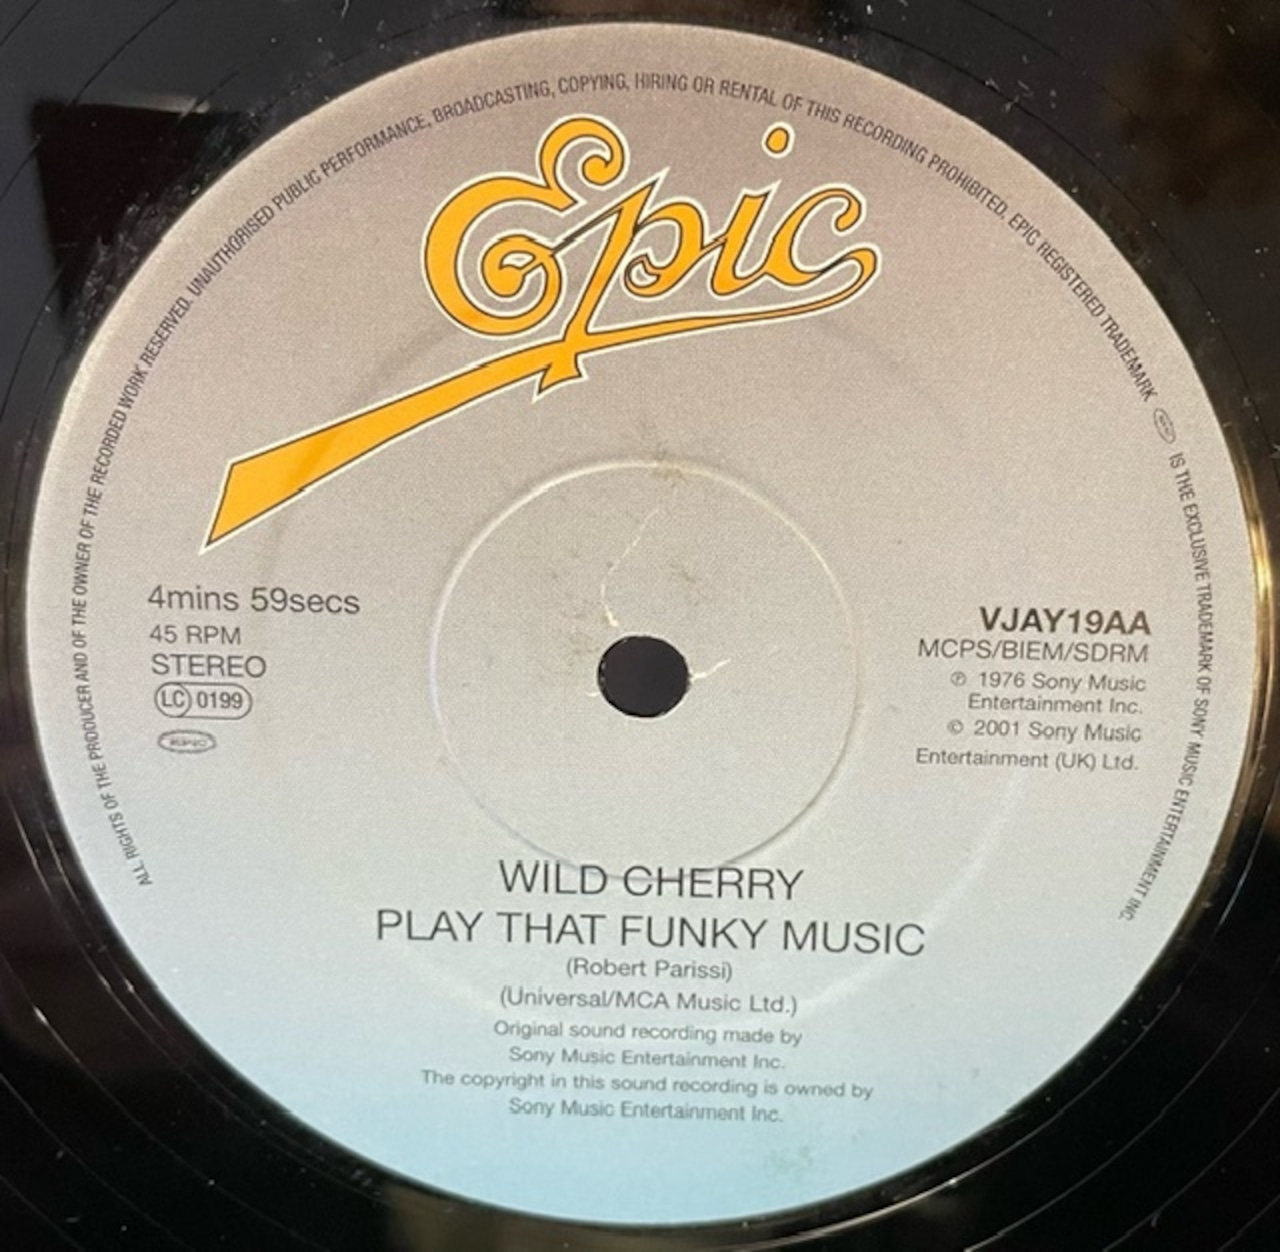 ALL RIGHTS OF THE PRODUCER AND OF THE OWNER OF THE RECORDED WORK RESERVED. UNAUTHORISED PUBLIC PERFORMANCE, BROADCASTING, COPYING, HIRING OR RENTAL OF THIS RECORDING PROHIBITED. EPIC REGISTERED TRADEMARK IS THE EXCLUSIVE TRADEMARK OF SONY MUSIC ENTERTAINMENT INC.
Epic
4mins 59secs
45 RPM
STEREO
LC 0199
VJAY19AA
MCPS/BIEM/SDRM
℗ 1976 Sony Music
Entertainment Inc.
© 2001 Sony Music
Entertainment (UK) Ltd.
WILD CHERRY
PLAY THAT FUNKY MUSIC
(Robert Parissi)
(Universal/MCA Music Ltd.)
Original sound recording made by
Sony Music Entertainment Inc.
The copyright in this sound recording is owned by
Sony Music Entertainment Inc.